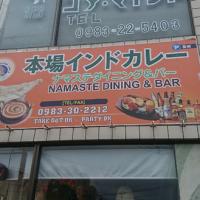 TEL
0983-22-5403
本場インドカレー
ナマステダイニング&バー
NAMASTE DINING & BAR
[TEL/FAX]
0983-30-2212
TAKE OUT OK PARTY OK